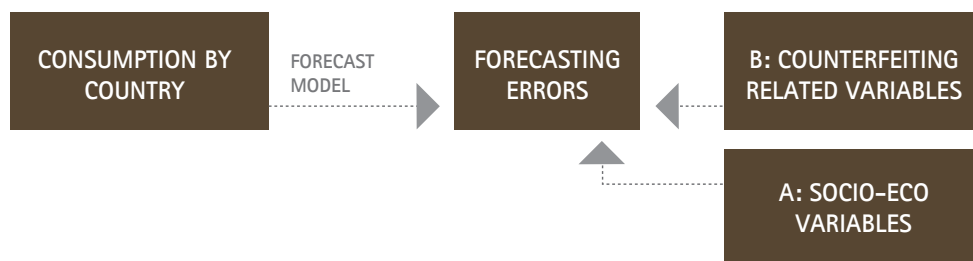 CONSUMPTION BY
COUNTRY
FORECAST
MODEL
FORECASTING
ERRORS
B: COUNTERFEITING
RELATED VARIABLES
A: SOCIO-ECO
VARIABLES